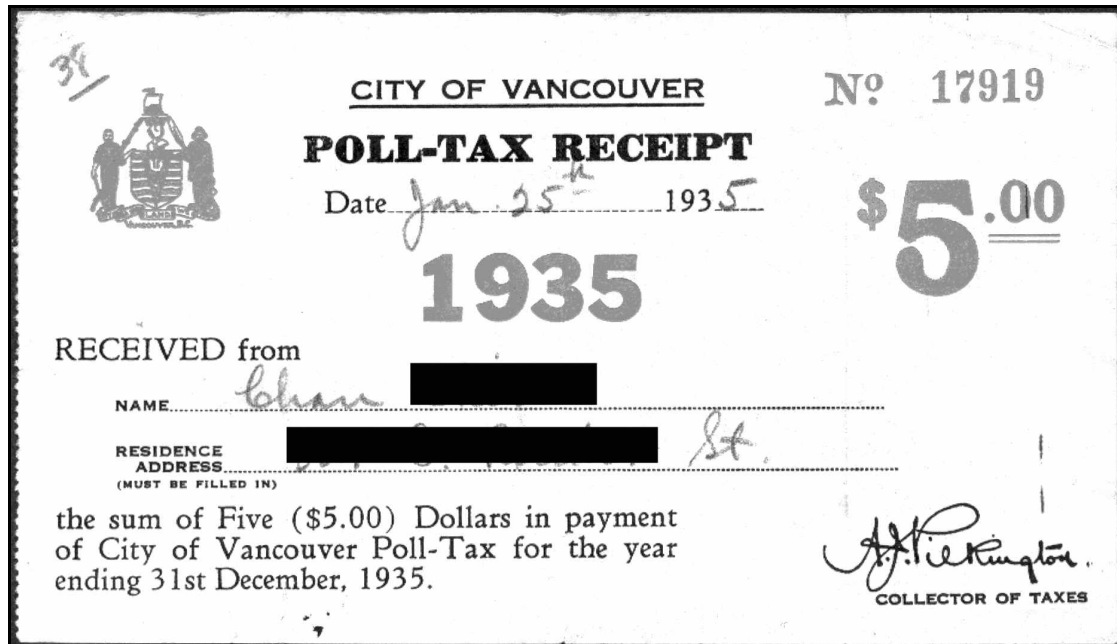 38
CITY OF VANCOUVER
Nº 17919
POLL-TAX RECEIPT
Date Jan. 25th 1935
$5.00
VANCOUVER, B.C.
1935
RECEIVED from
NAME Chan
RESIDENCE
ADDRESS St.
(MUST BE FILLED IN)
the sum of Five ($5.00) Dollars in payment
of City of Vancouver Poll-Tax for the year
ending 31st December, 1935.
A.J. Pilkington.
COLLECTOR OF TAXES